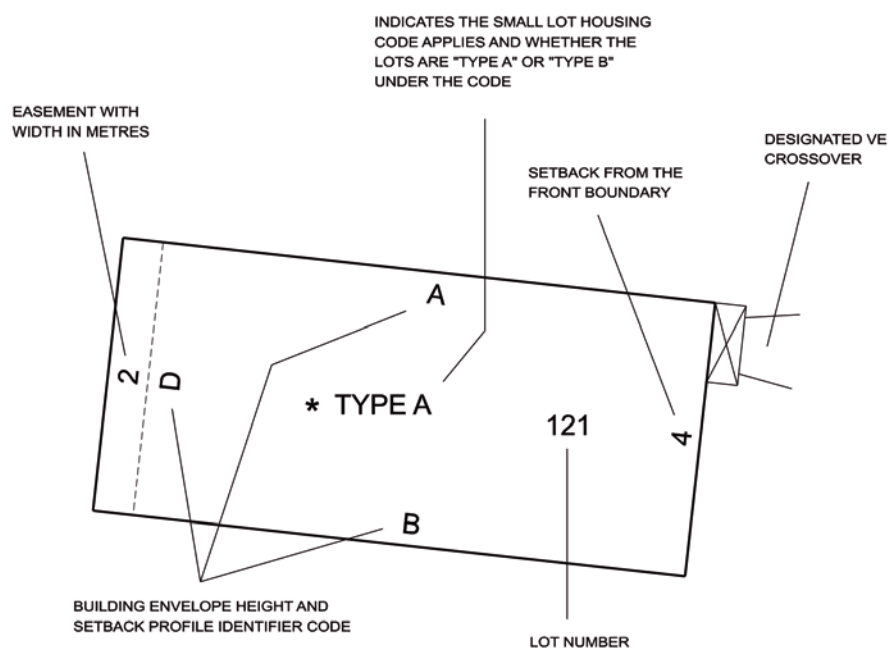 INDICATES THE SMALL LOT HOUSING
CODE APPLIES AND WHETHER THE
LOTS ARE "TYPE A" OR "TYPE B"
UNDER THE CODE
EASEMENT WITH
WIDTH IN METRES
DESIGNATED VE
CROSSOVER
SETBACK FROM THE
FRONT BOUNDARY
A
2
D
* TYPE A
121
4
B
BUILDING ENVELOPE HEIGHT AND
SETBACK PROFILE IDENTIFIER CODE
LOT NUMBER